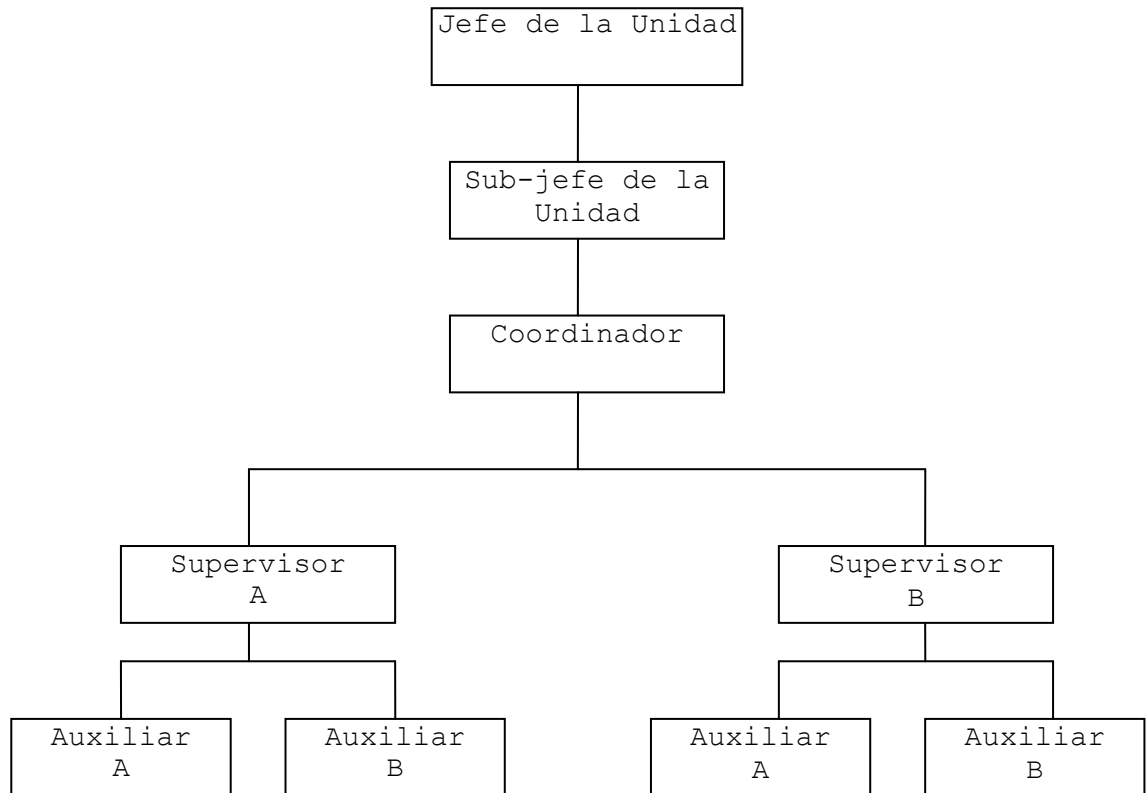 Jefe de la Unidad
Sub-jefe de la
Unidad
Coordinador
Supervisor
A
Supervisor
B
Auxiliar
A
Auxiliar
B
Auxiliar
A
Auxiliar
B